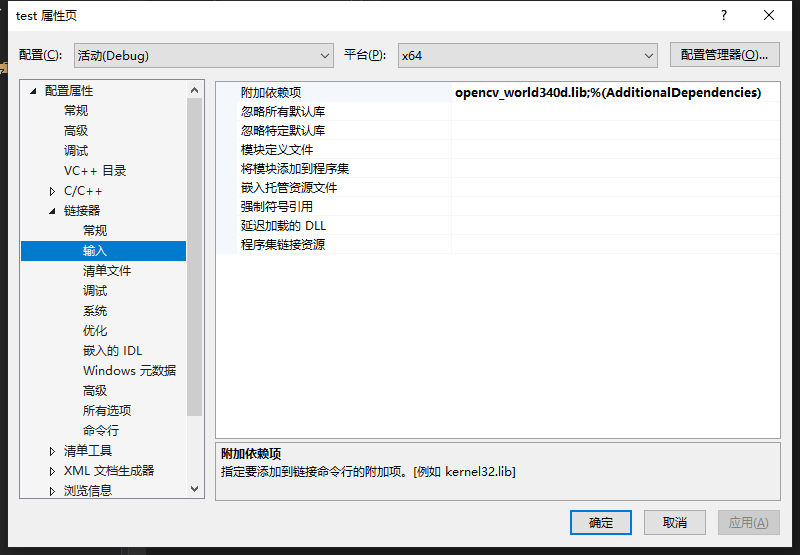 test 属性页
配置(C): 活动(Debug) 平台(P): x64 配置管理器(O)...
配置属性
常规
高级
调试
VC++ 目录
C/C++
链接器
常规
输入
清单文件
调试
系统
优化
嵌入的 IDL
Windows 元数据
高级
所有选项
命令行
清单工具
XML 文档生成器
浏览信息
附加依赖项 opencv_world340d.lib;%(AdditionalDependencies)
忽略所有默认库
忽略特定默认库
模块定义文件
将模块添加到程序集
嵌入托管资源文件
强制符号引用
延迟加载的 DLL
程序集链接资源
附加依赖项
指定要添加到链接命令行的附加项。[例如 kernel32.lib]
确定 取消 应用(A)